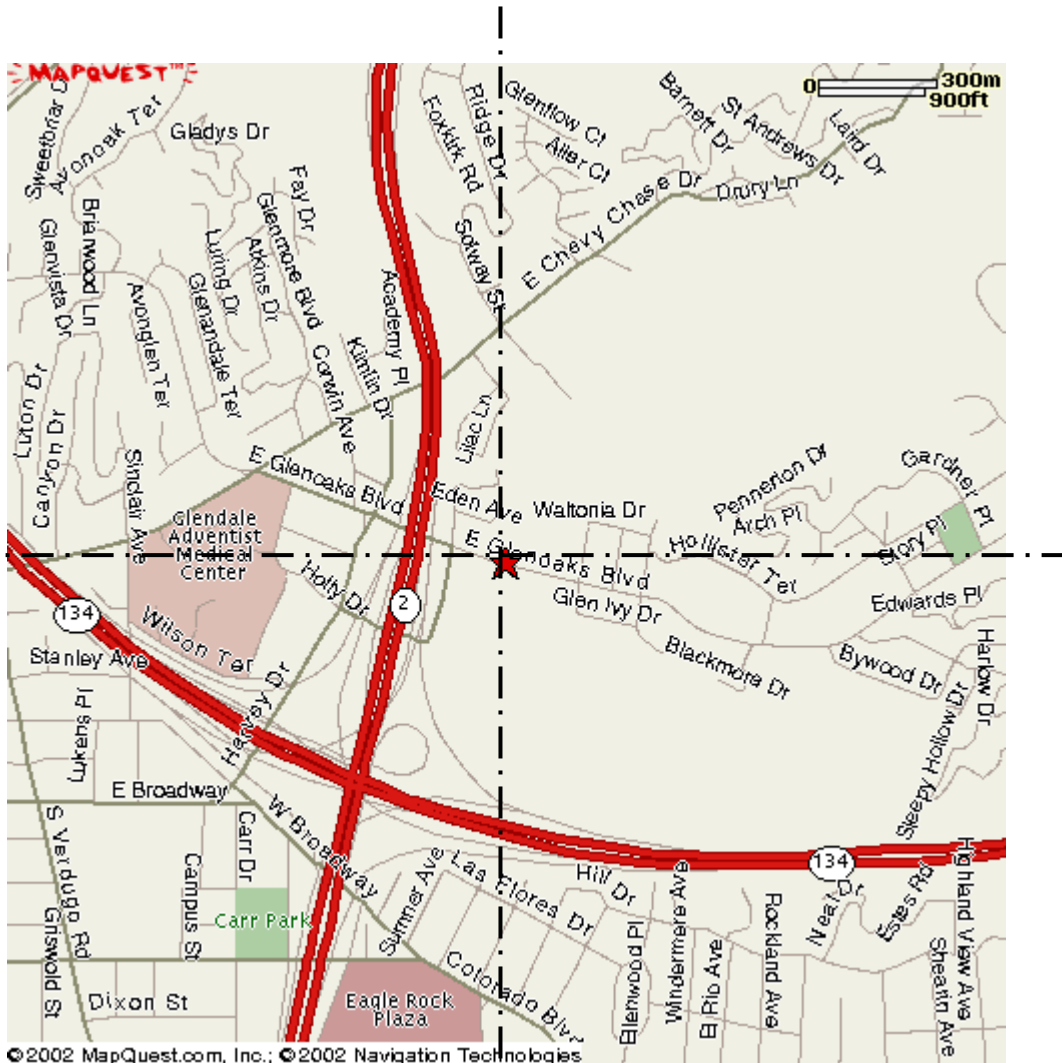 MAPQUEST™
0 300m
900ft
Sweetbriar D
Avonoak Ter
Gladys Dr
Foxkirk Rd
Ridge Dr
Glenflow Ct
Aller Ct
Barnett Dr
St Andrews Dr
Laird Dr
Drury Ln
E Chevy Chase Dr
Solway St
Fay Dr
Glenmore Blvd
Briarwood Ln
Glenvista Dr
Luring Dr
Atkins Dr
Glenandale Ter
Avonglen Ter
Academy Pl
Kimlin Dr
Corwin Ave
Luton Dr
Canyon Dr
Sinclair Ave
Lilac Ln
E Glenoaks Blvd
Eden Ave
Waltonia Dr
Pennerton Dr
Arch Pl
Gardner Pl
Story Pl
Hollister Ter
E Glenoaks Blvd
Glendale
Adventist
Medical
Center
Holly Dr
2
134
Wilson Ter
Stanley Ave
Glen Ivy Dr
Blackmore Dr
Edwards Pl
Bywood Dr
Harlow Dr
Sleepy Hollow Dr
Lukens Pl
Harvey Dr
E Broadway
W Broadway
S Verdugo Rd
Griswold St
Campus St
Carr Dr
Carr Park
Summer Ave
Las Flores Dr
Hill Dr
134
Windermere Ave
Glenwood Pl
El Rio Ave
Rockland Ave
Neal Dr
Estes Rd
Highland View Ave
Shearin Ave
Colorado Blvd
Dixon St
Eagle Rock
Plaza
©2002 MapQuest.com, Inc.; ©2002 Navigation Technologies